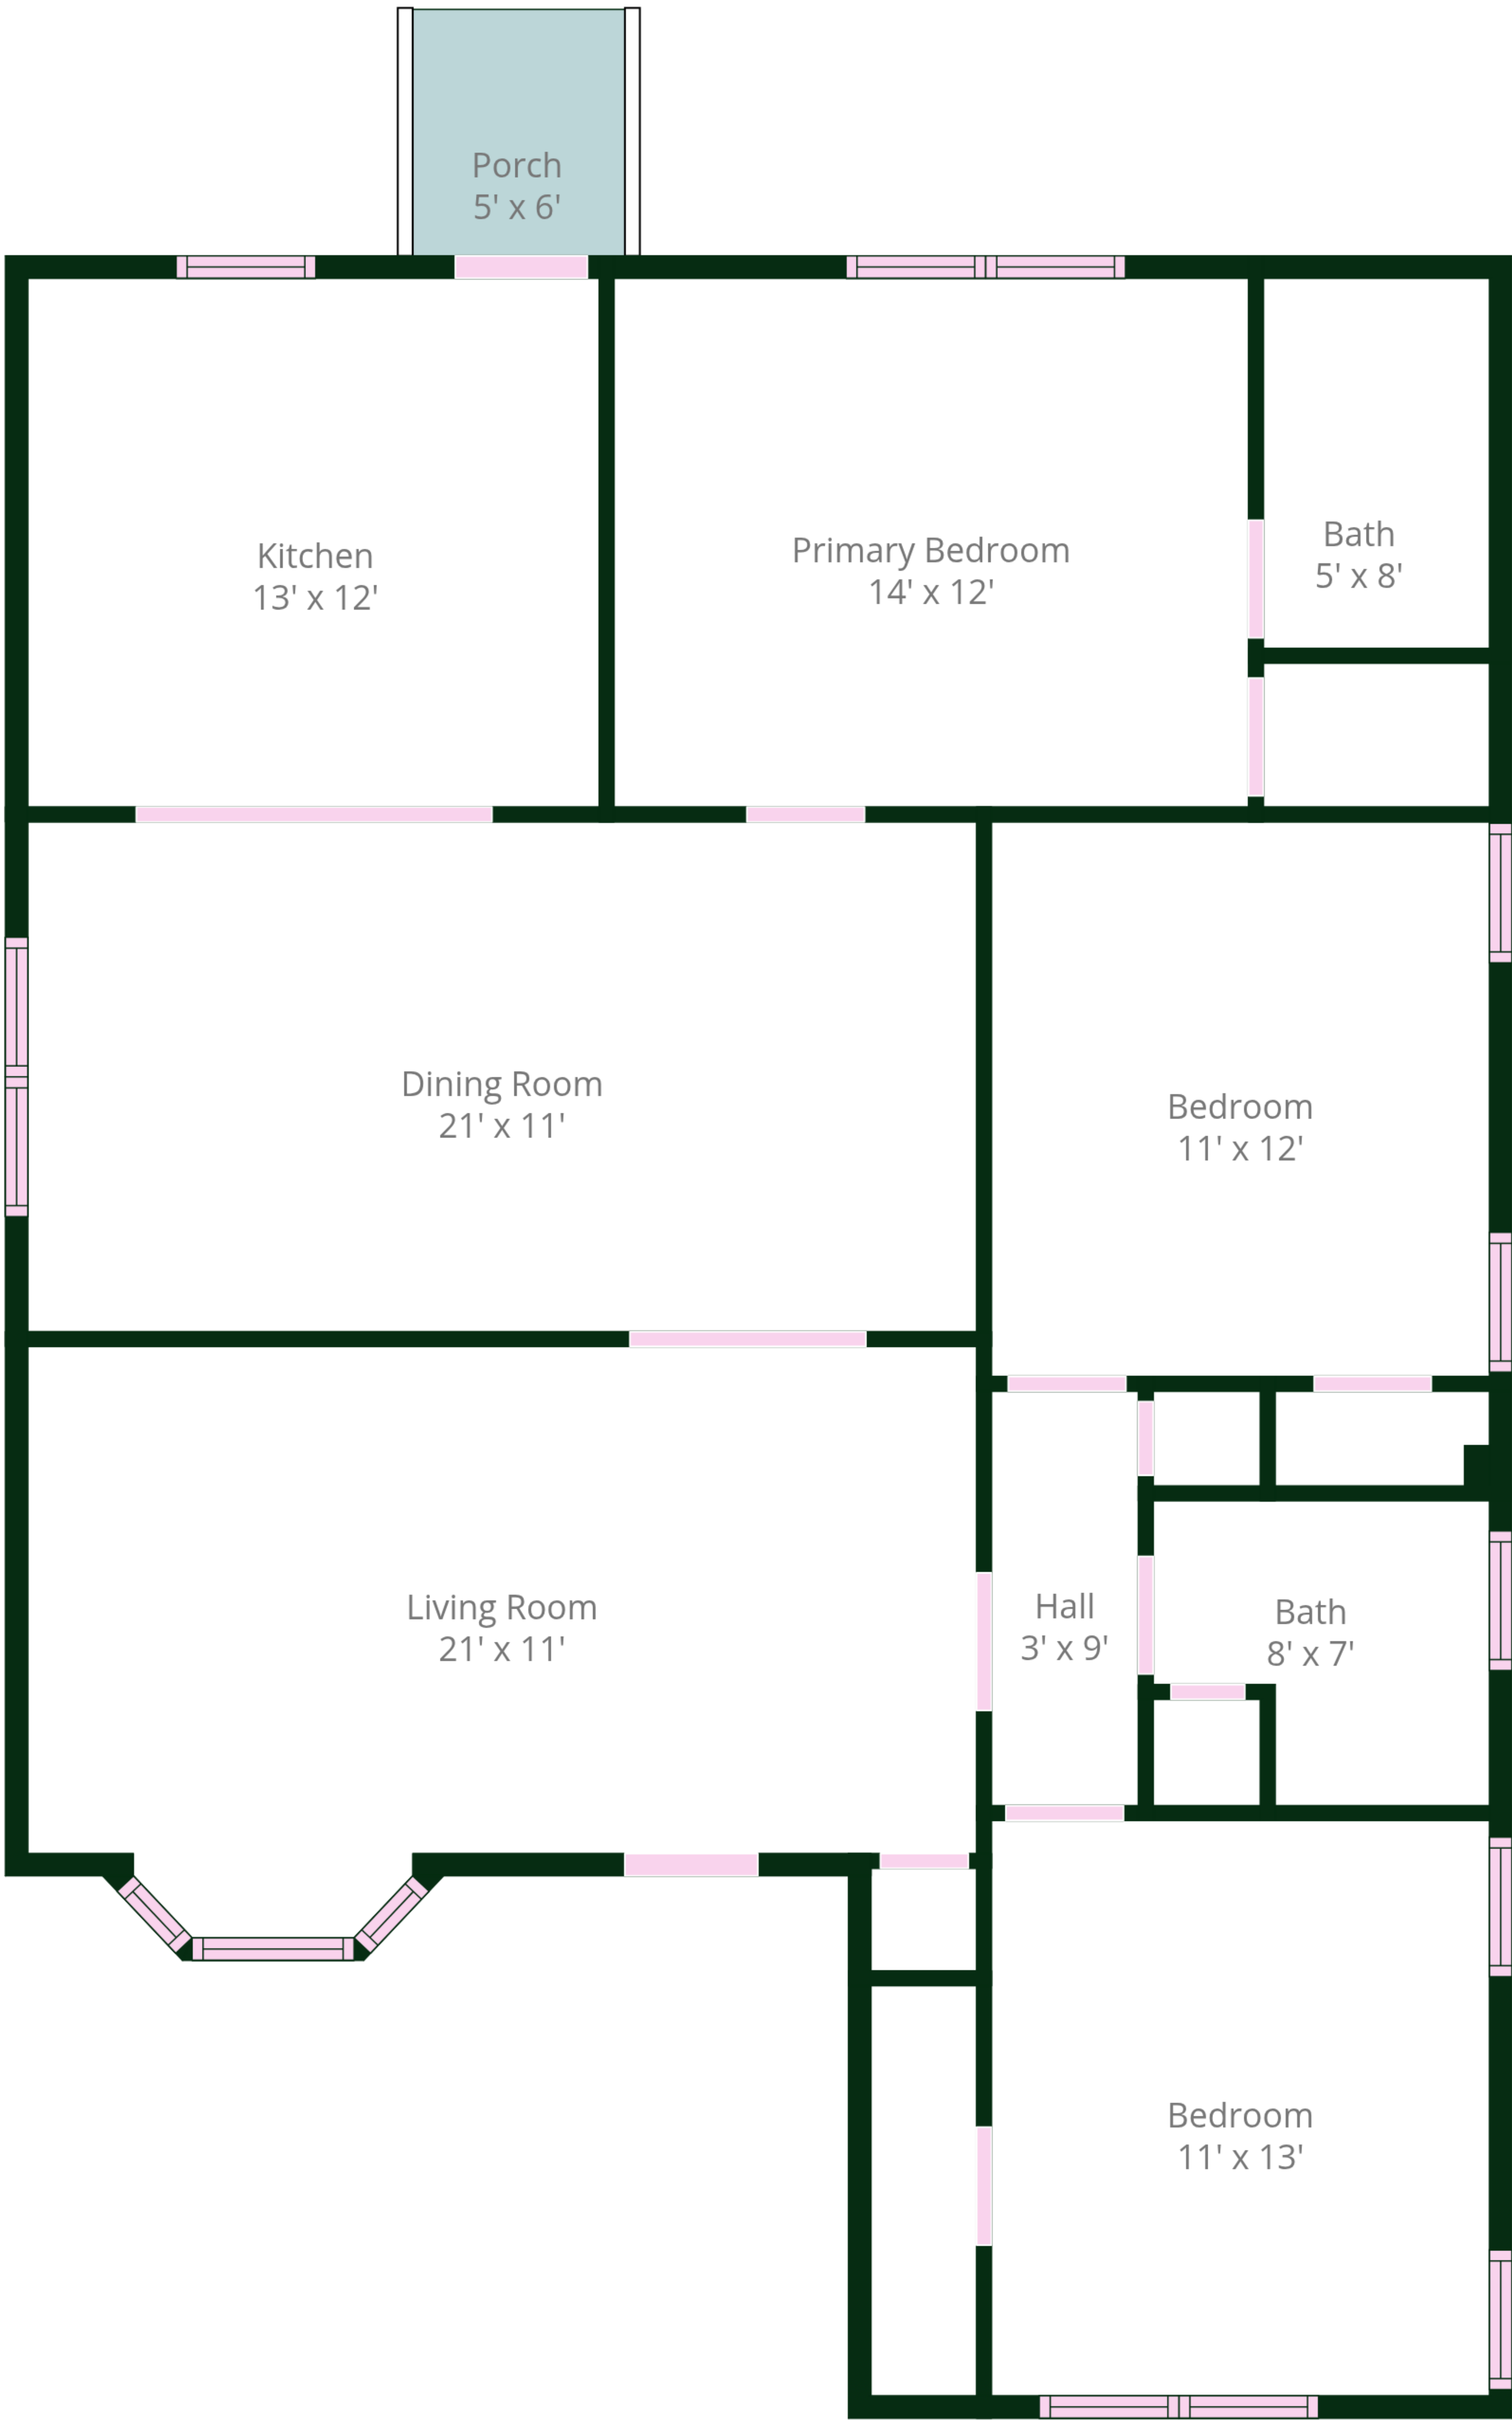 Porch
5' x 6'
Kitchen
13' x 12'
Primary Bedroom
14' x 12'
Bath
5' x 8'
Dining Room
21' x 11'
Bedroom
11' x 12'
Living Room
21' x 11'
Hall
3' x 9'
Bath
8' x 7'
Bedroom
11' x 13'